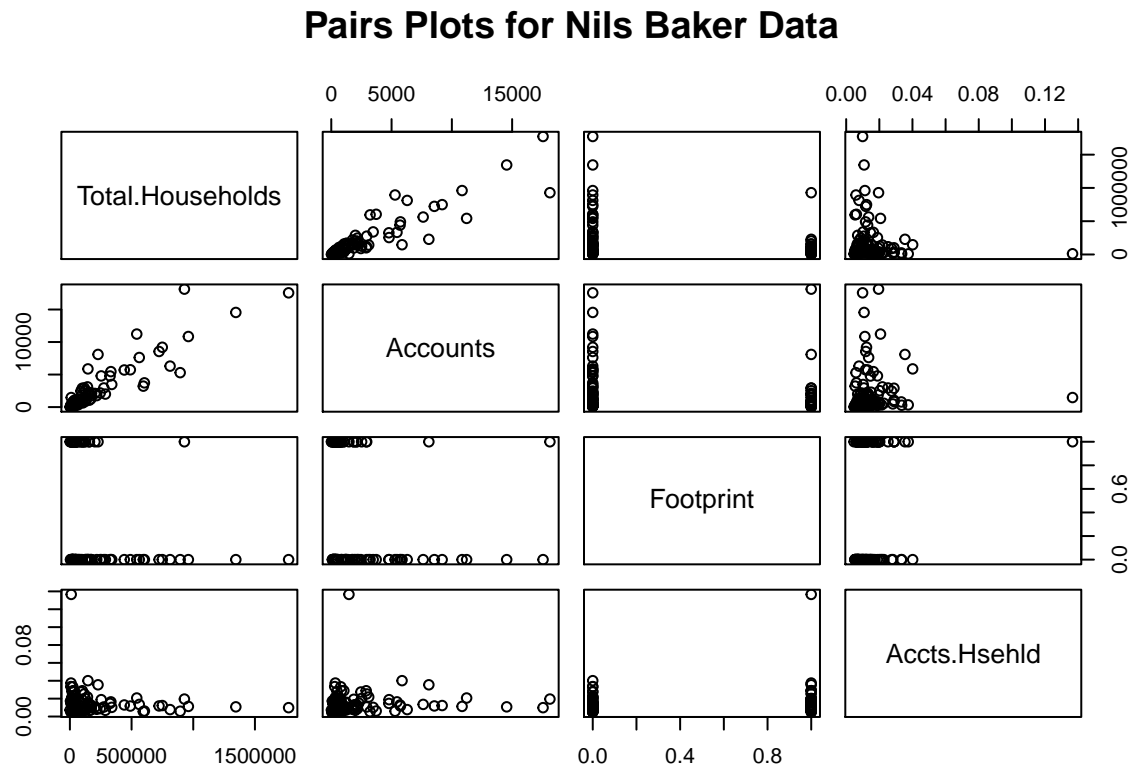 Pairs Plots for Nils Baker Data
0 5000 15000
0.00 0.04 0.08 0.12
Total.Households
0 1000000
0 10000
Accounts
Footprint
0.0 0.6
0.00 0.08
Accts.Hsehld
0 500000 1500000
0.0 0.4 0.8